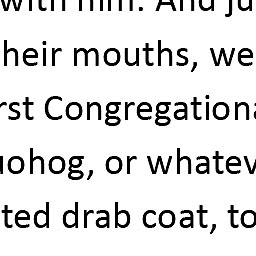 with him. And ju
heir mouths, we
rst Congregationa
uohog, or whatev
ted drab coat, to